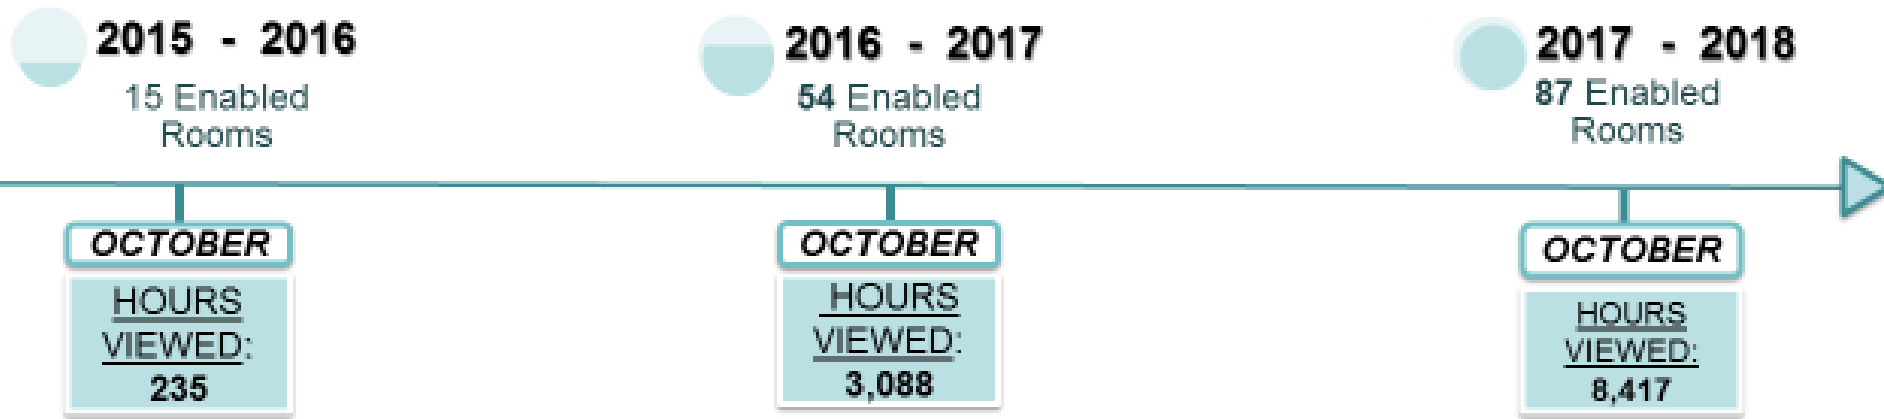 2015 - 2016
15 Enabled
Rooms
2016 - 2017
54 Enabled
Rooms
2017 - 2018
87 Enabled
Rooms
OCTOBER
HOURS
VIEWED:
235
OCTOBER
HOURS
VIEWED:
3,088
OCTOBER
HOURS
VIEWED:
8,417